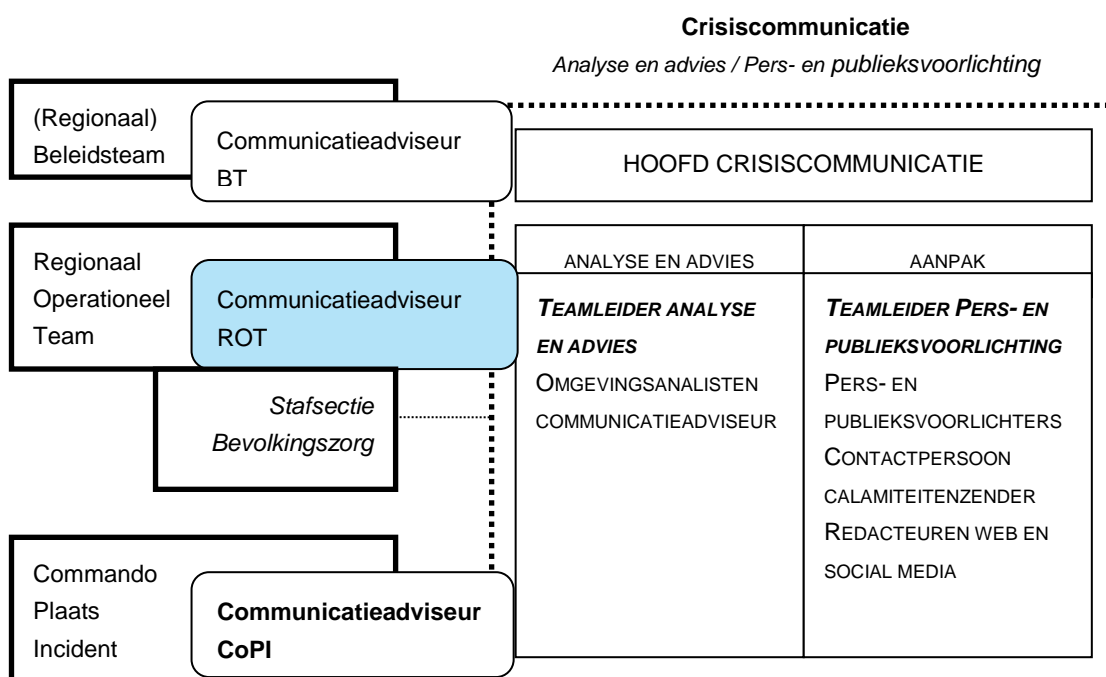 Crisiscommunicatie
Analyse en advies / Pers- en publieksvoorlichting
(Regionaal)
Beleidsteam
Communicatieadviseur
BT
HOOFD CRISISCOMMUNICATIE
Regionaal
Operationeel
Team
Communicatieadviseur
ROT
Stafsectie
Bevolkingszorg
ANALYSE EN ADVIES
TEAMLEIDER ANALYSE
EN ADVIES
OMGEVINGSANALISTEN
COMMUNICATIEADVISEUR
AANPAK
TEAMLEIDER PERS- EN
PUBLIEKSVOORLICHTING
PERS- EN
PUBLIEKSVOORLICHTERS
CONTACTPERSOON
CALAMITEITENZENDER
REDACTEUREN WEB EN
SOCIAL MEDIA
Commando
Plaats
Incident
Communicatieadviseur
CoPI